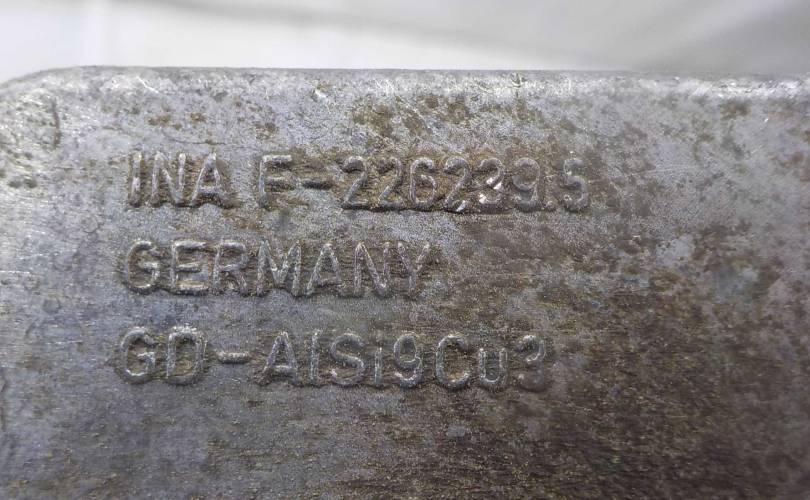 INA F-226239.5
GERMANY
GD-AlSi9Cu3